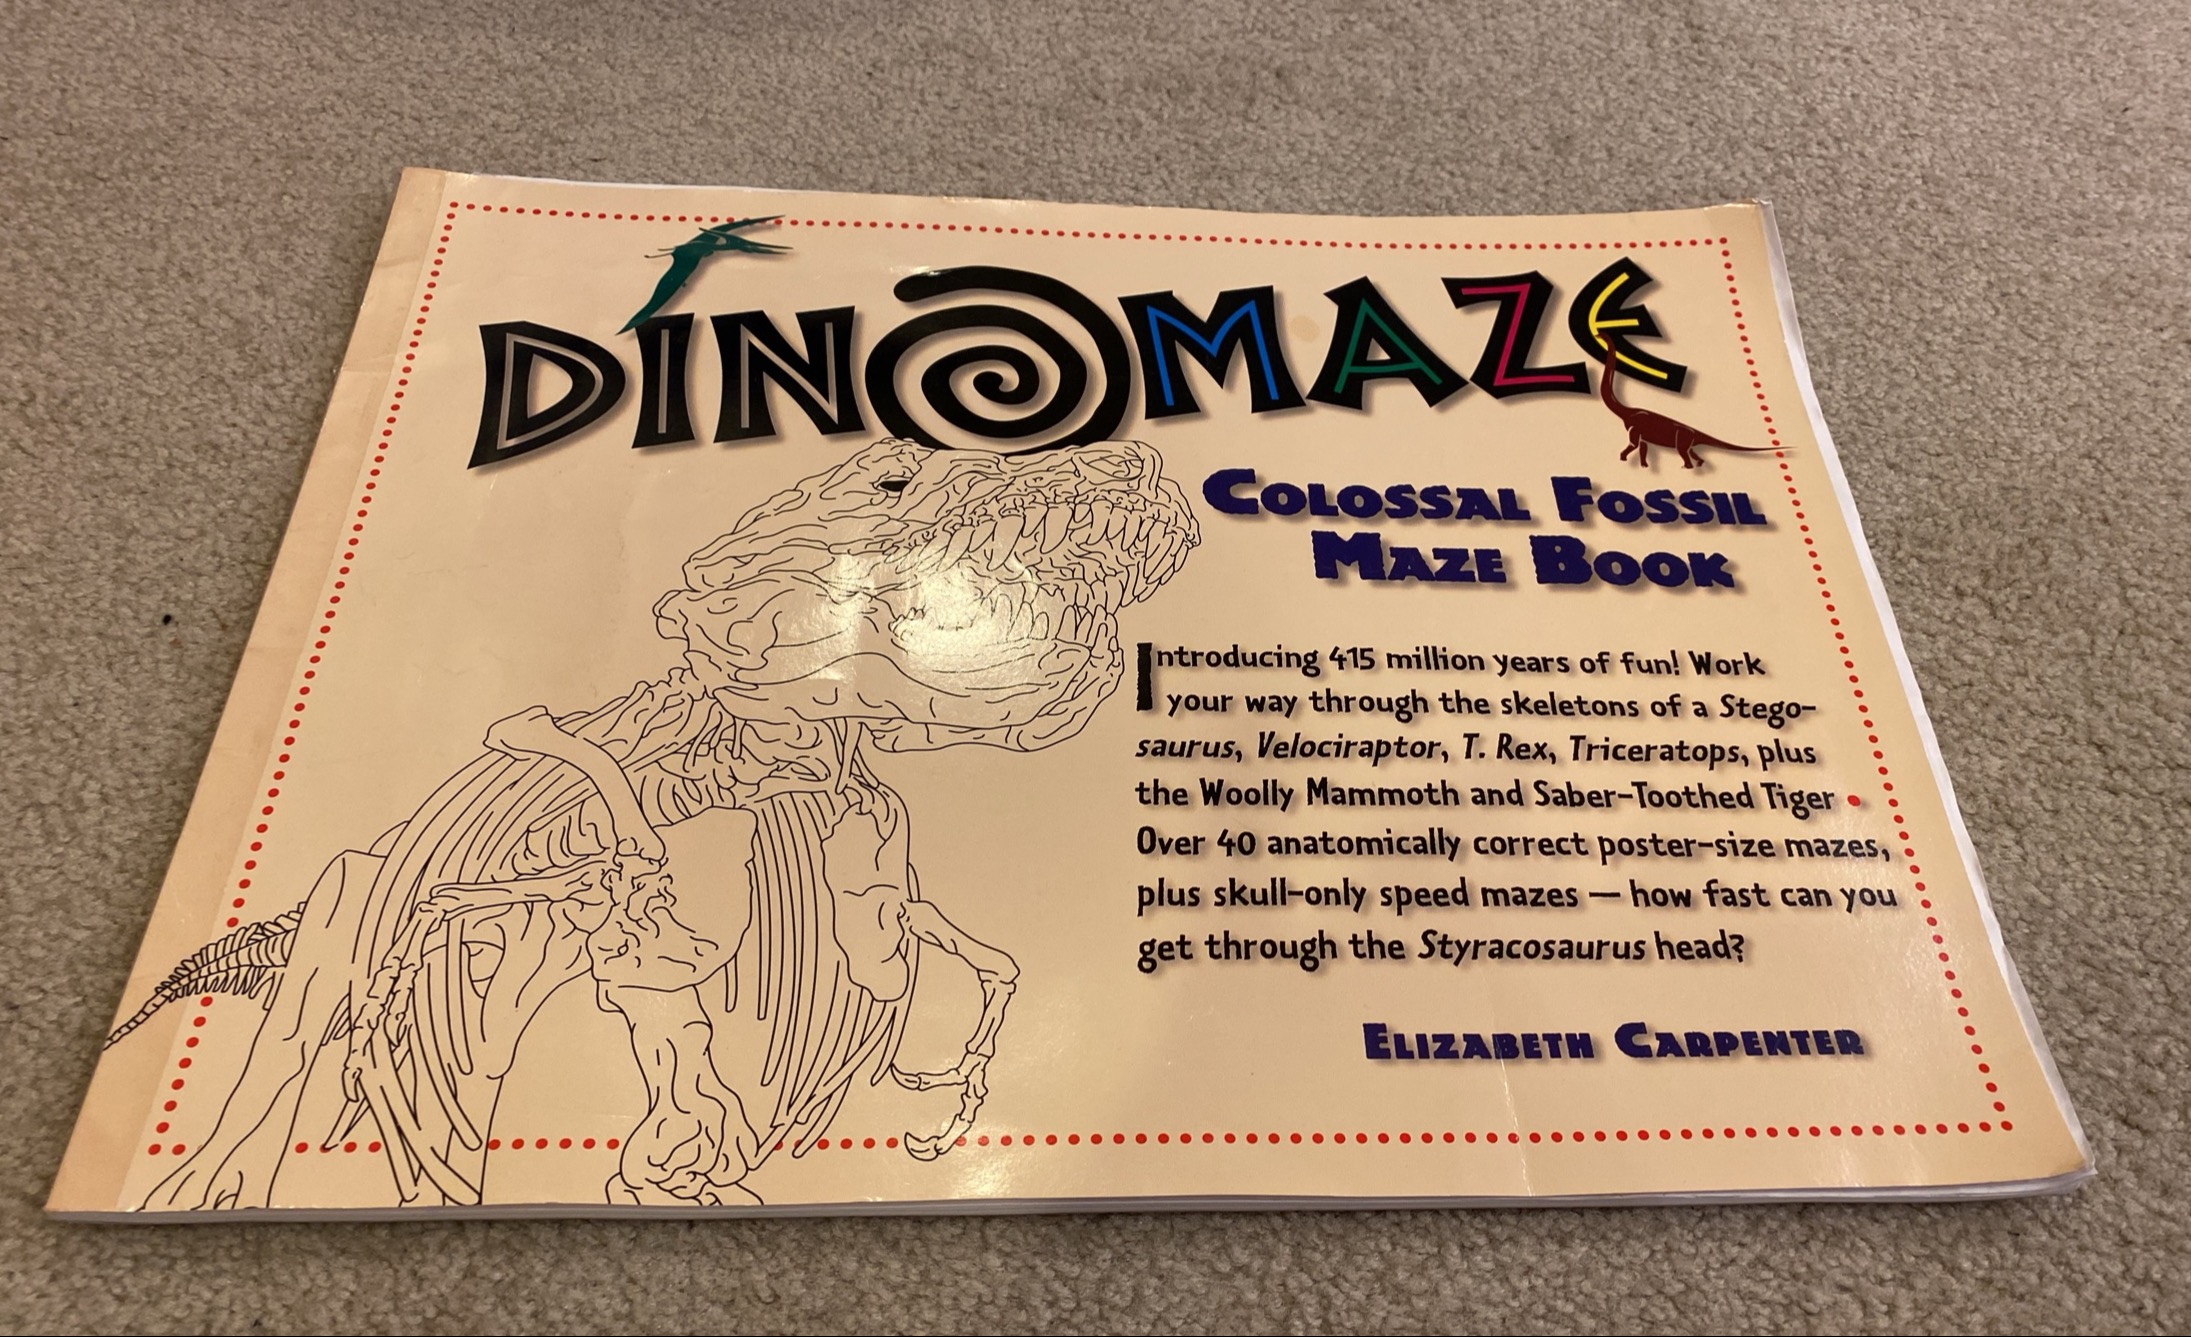 DINOMAZE
COLOSSAL FOSSIL
MAZE BOOK
Introducing 415 million years of fun! Work
your way through the skeletons of a Stego-
saurus, Velociraptor, T. Rex, Triceratops, plus
the Woolly Mammoth and Saber-Toothed Tiger •
Over 40 anatomically correct poster-size mazes,
plus skull-only speed mazes — how fast can you
get through the Styracosaurus head?
ELIZABETH CARPENTER